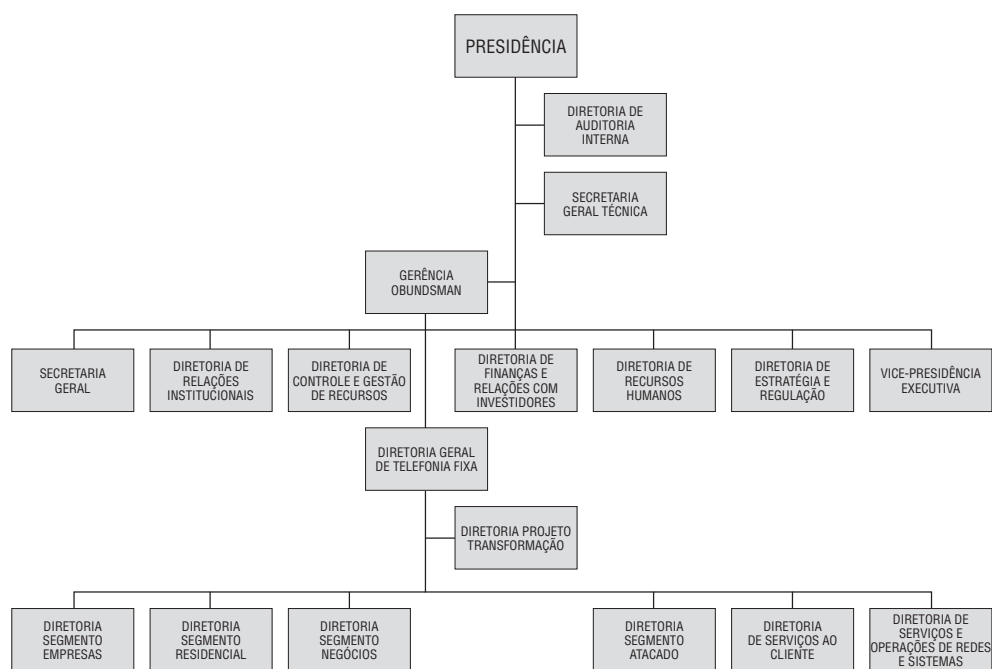 PRESIDÊNCIA
DIRETORIA DE
AUDITORIA
INTERNA
SECRETARIA
GERAL TÉCNICA
GERÊNCIA
OBUNDSMAN
SECRETARIA
GERAL
DIRETORIA DE
RELAÇÕES
INSTITUCIONAIS
DIRETORIA DE
CONTROLE E GESTÃO
DE RECURSOS
DIRETORIA DE
FINANÇAS E
RELAÇÕES COM
INVESTIDORES
DIRETORIA DE
RECURSOS
HUMANOS
DIRETORIA DE
ESTRATÉGIA E
REGULAÇÃO
VICE-PRESIDÊNCIA
EXECUTIVA
DIRETORIA GERAL
DE TELEFONIA FIXA
DIRETORIA PROJETO
TRANSFORMAÇÃO
DIRETORIA
SEGMENTO
EMPRESAS
DIRETORIA
SEGMENTO
RESIDENCIAL
DIRETORIA
SEGMENTO
NEGÓCIOS
DIRETORIA
SEGMENTO
ATACADO
DIRETORIA
DE SERVIÇOS AO
CLIENTE
DIRETORIA DE
SERVIÇOS E
OPERAÇÕES DE REDES
E SISTEMAS